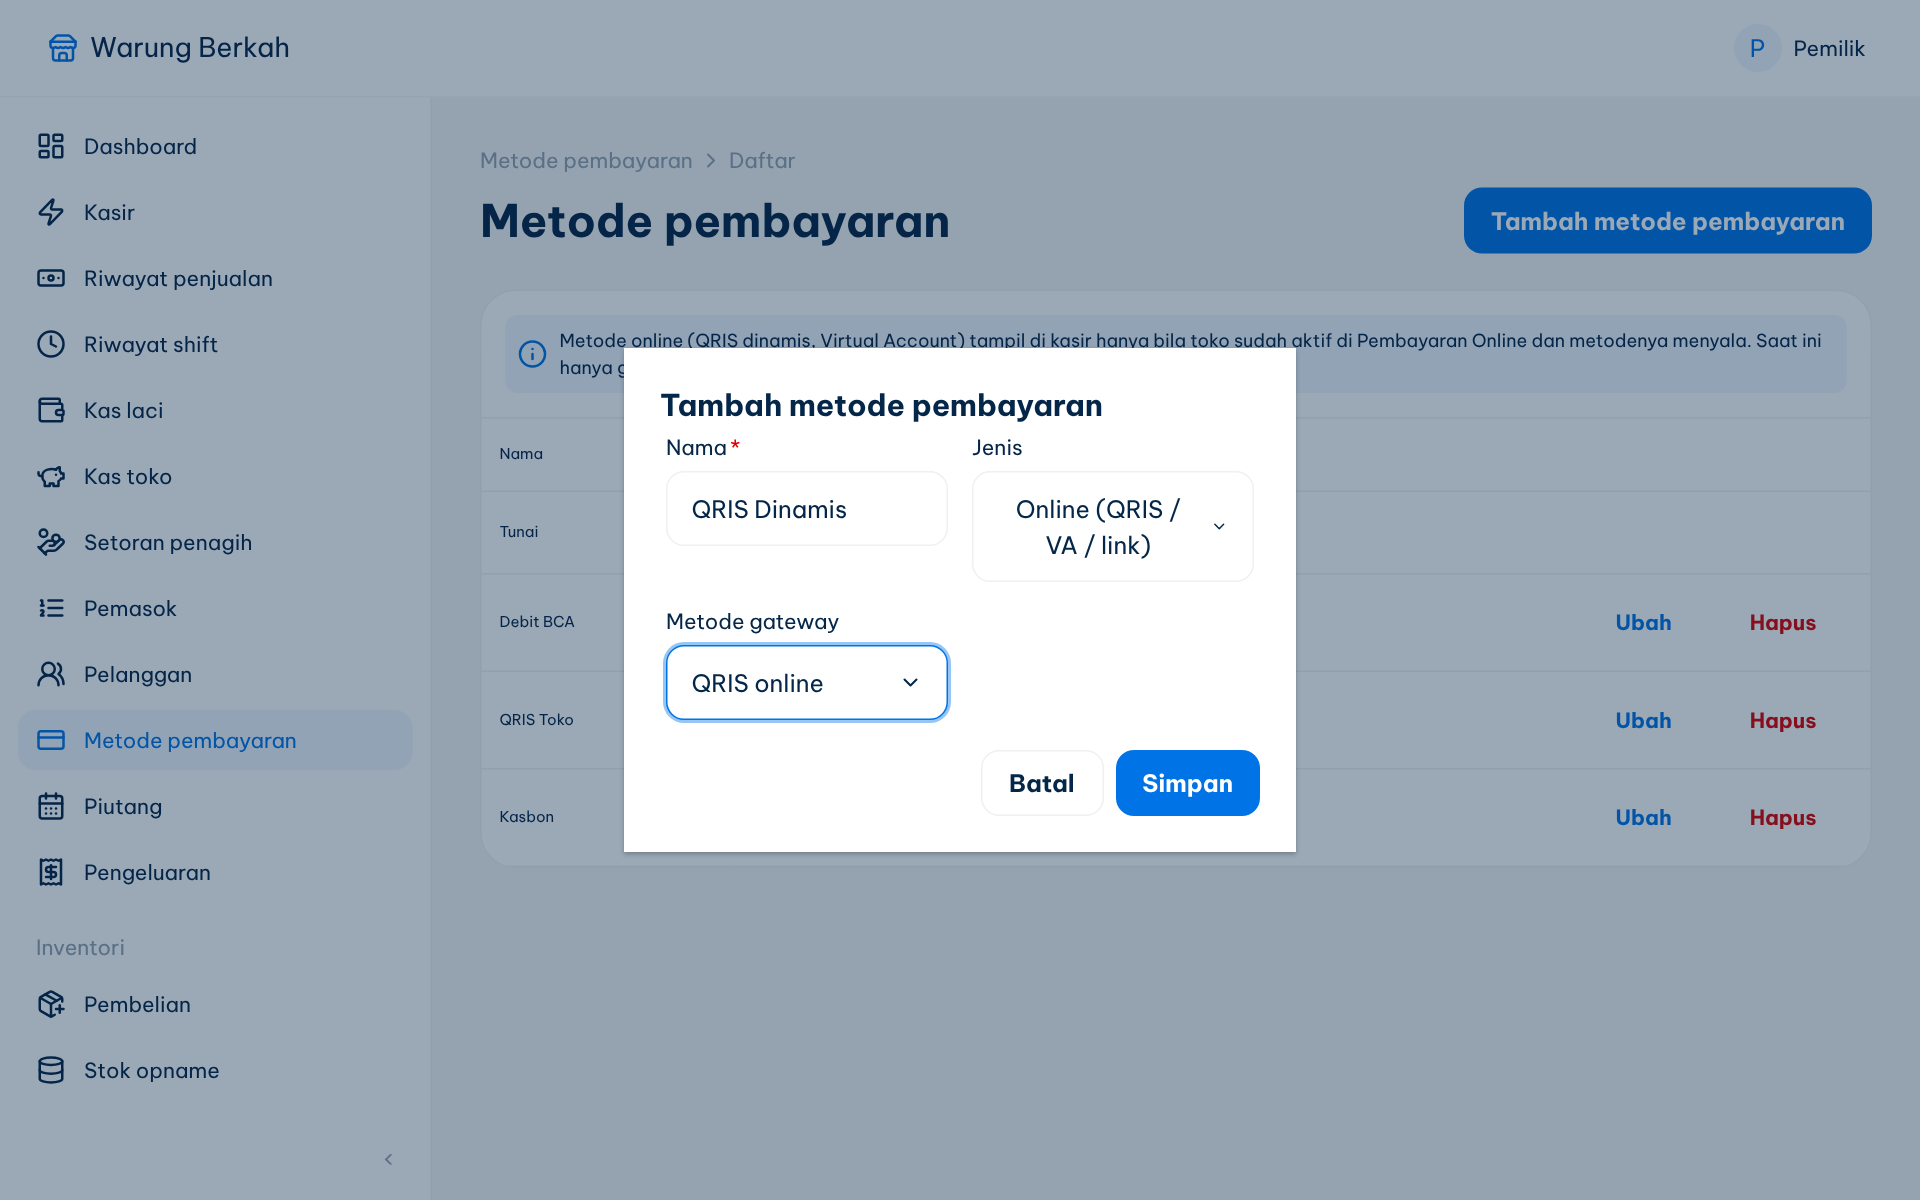 Warung Berkah
P
Pemilik
Dashboard
Kasir
Riwayat penjualan
Riwayat shift
Kas laci
Kas toko
Setoran penagih
Pemasok
Pelanggan
Metode pembayaran
Piutang
Pengeluaran
Inventori
Pembelian
Stok opname
Metode pembayaran > Daftar
Metode pembayaran
Tambah metode pembayaran
Metode online (QRIS dinamis, Virtual Account) tampil di kasir hanya bila toko sudah aktif di Pembayaran Online dan metodenya menyala. Saat ini
hanya
Nama
Tunai
Debit BCA
Ubah
Hapus
QRIS Toko
Ubah
Hapus
Kasbon
Ubah
Hapus
Tambah metode pembayaran
Nama*
Jenis
QRIS Dinamis
Online (QRIS /
VA / link)
Metode gateway
QRIS online
Batal
Simpan